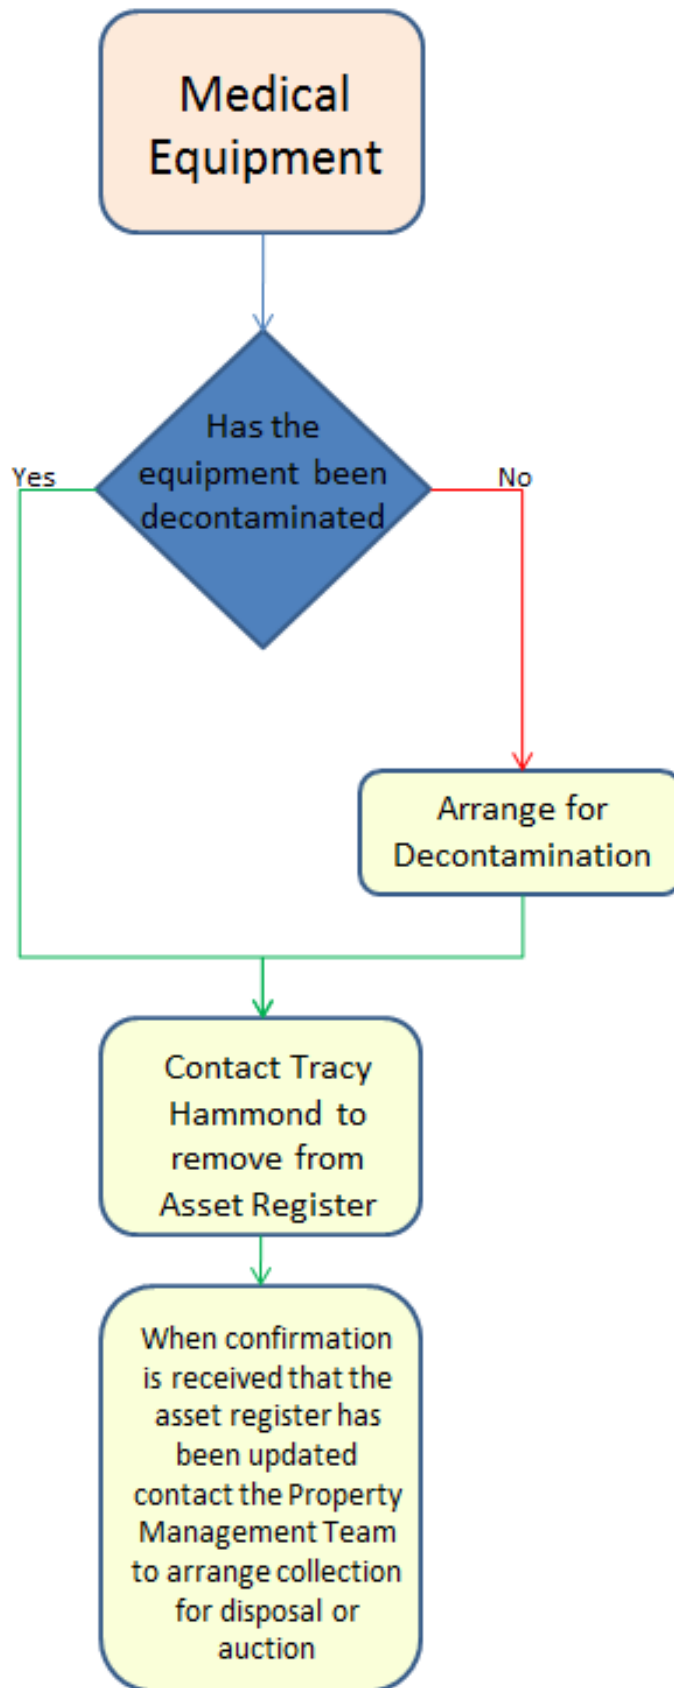 Medical
Equipment
Has the
equipment been
decontaminated
Yes
No
Arrange for
Decontamination
Contact Tracy
Hammond to
remove from
Asset Register
When confirmation
is received that the
asset register has
been updated
contact the Property
Management Team
to arrange collection
for disposal or
auction